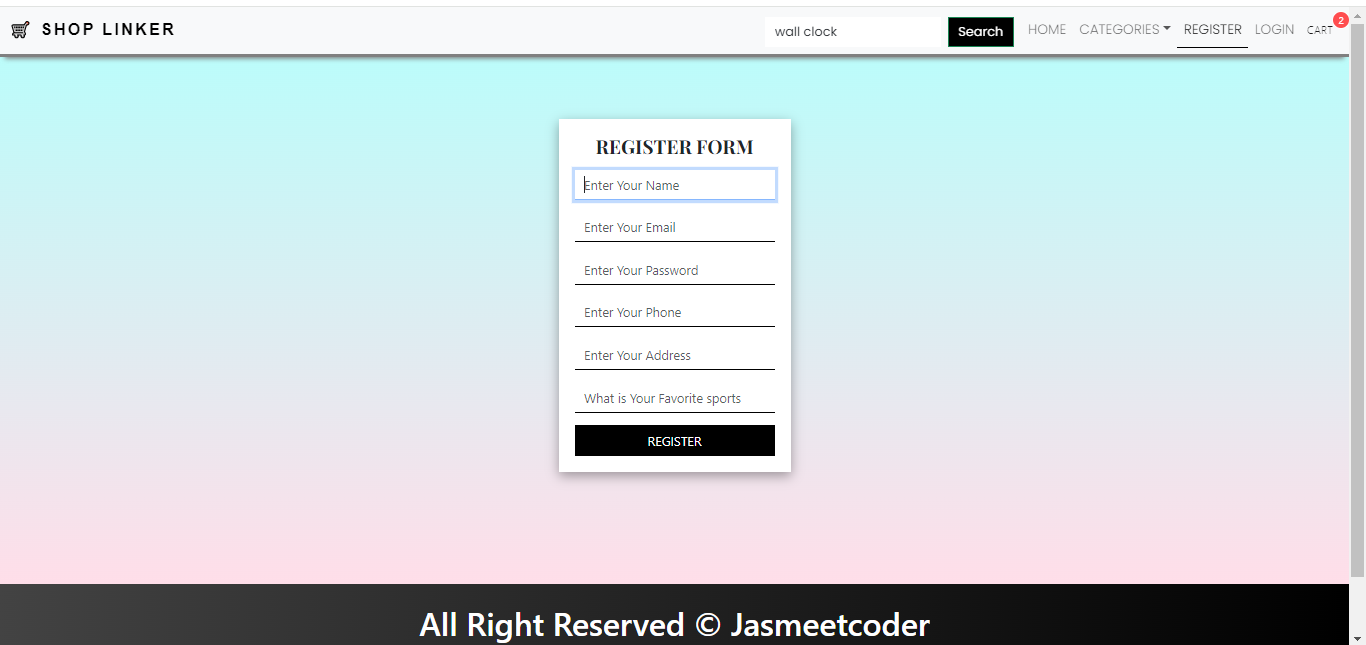 SHOP LINKER wall clock Search HOME CATEGORIES REGISTER LOGIN CART 2
REGISTER FORM
Enter Your Name
Enter Your Email
Enter Your Password
Enter Your Phone
Enter Your Address
What is Your Favorite sports
REGISTER
All Right Reserved © Jasmeetcoder